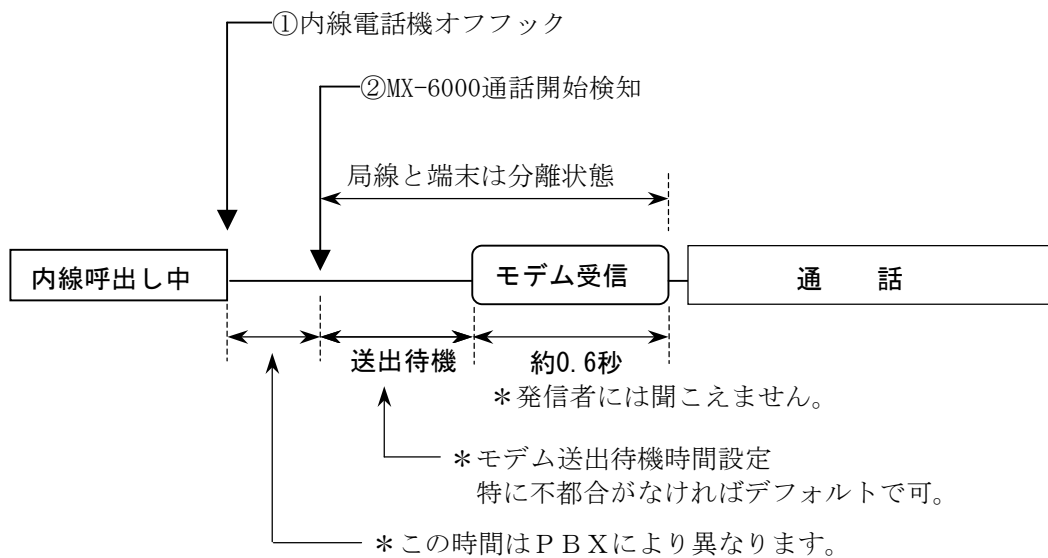 ①内線電話機オフフック
②MX-6000通話開始検知
局線と端末は分離状態
内線呼出し中
モデム受信
通　　話
送出待機
約0.6秒
＊発信者には聞こえません。
＊モデム送出待機時間設定
特に不都合がなければデフォルトで可。
＊この時間はＰＢＸにより異なります。